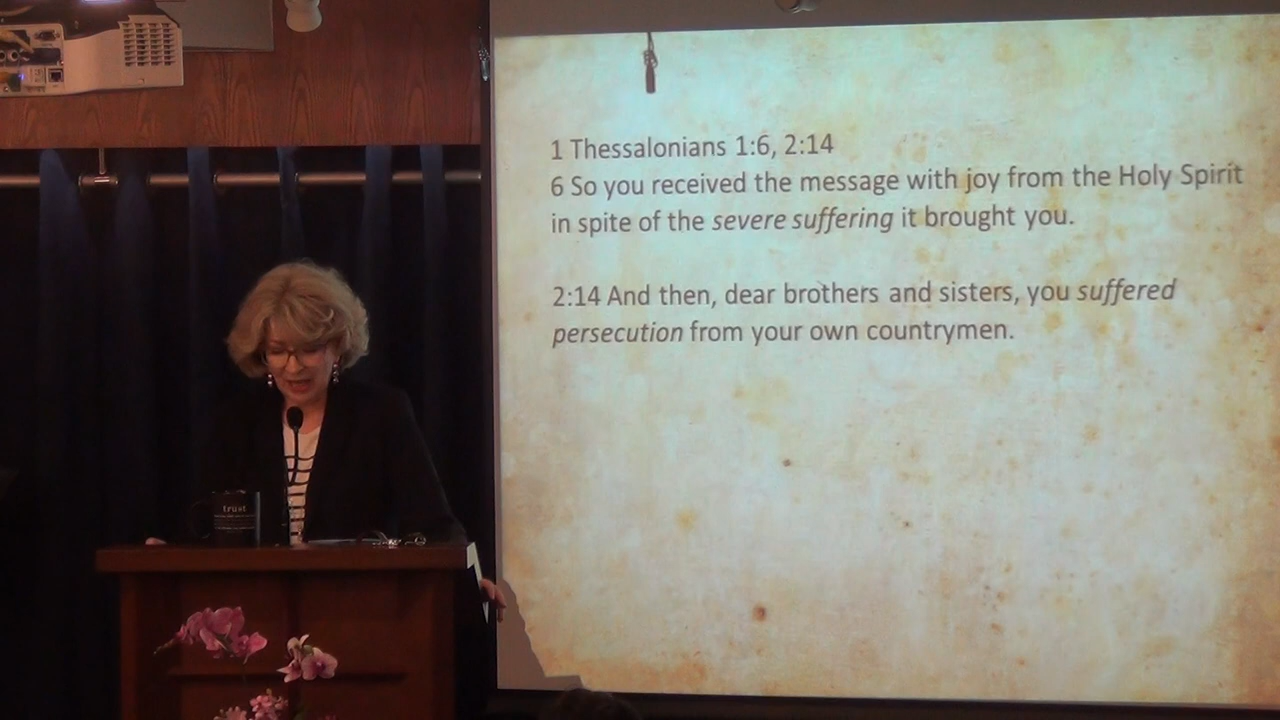 1 Thessalonians 1:6, 2:14
6 So you received the message with joy from the Holy Spirit
in spite of the severe suffering it brought you.
2:14 And then, dear brothers and sisters, you suffered
persecution from your own countrymen.
trust